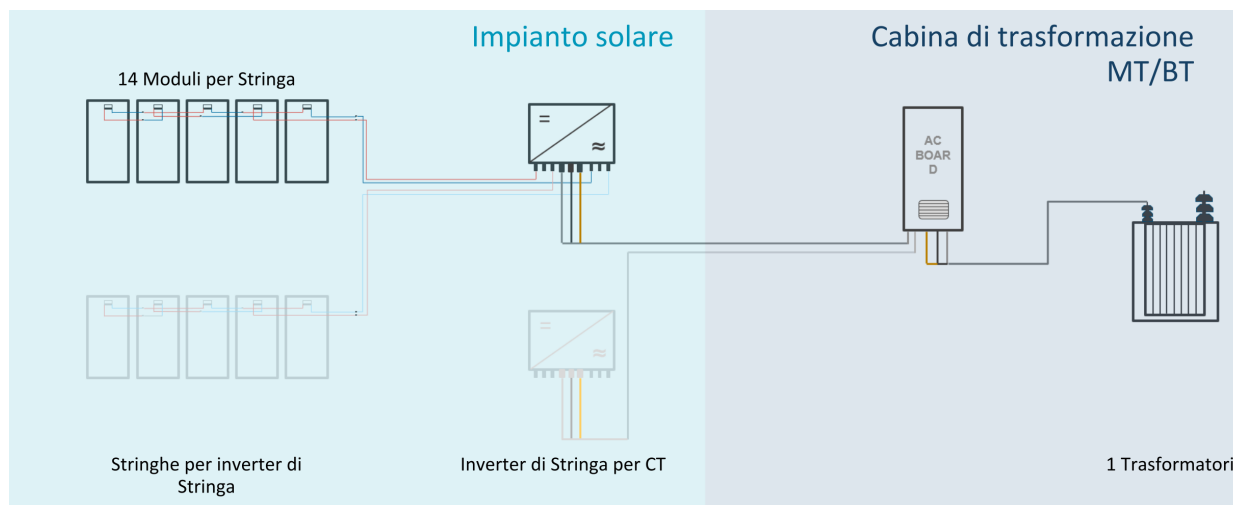 Impianto solare
Cabina di trasformazione
MT/BT
14 Moduli per Stringa
AC
BOAR
D
Stringhe per inverter di
Stringa
Inverter di Stringa per CT
1 Trasformatori